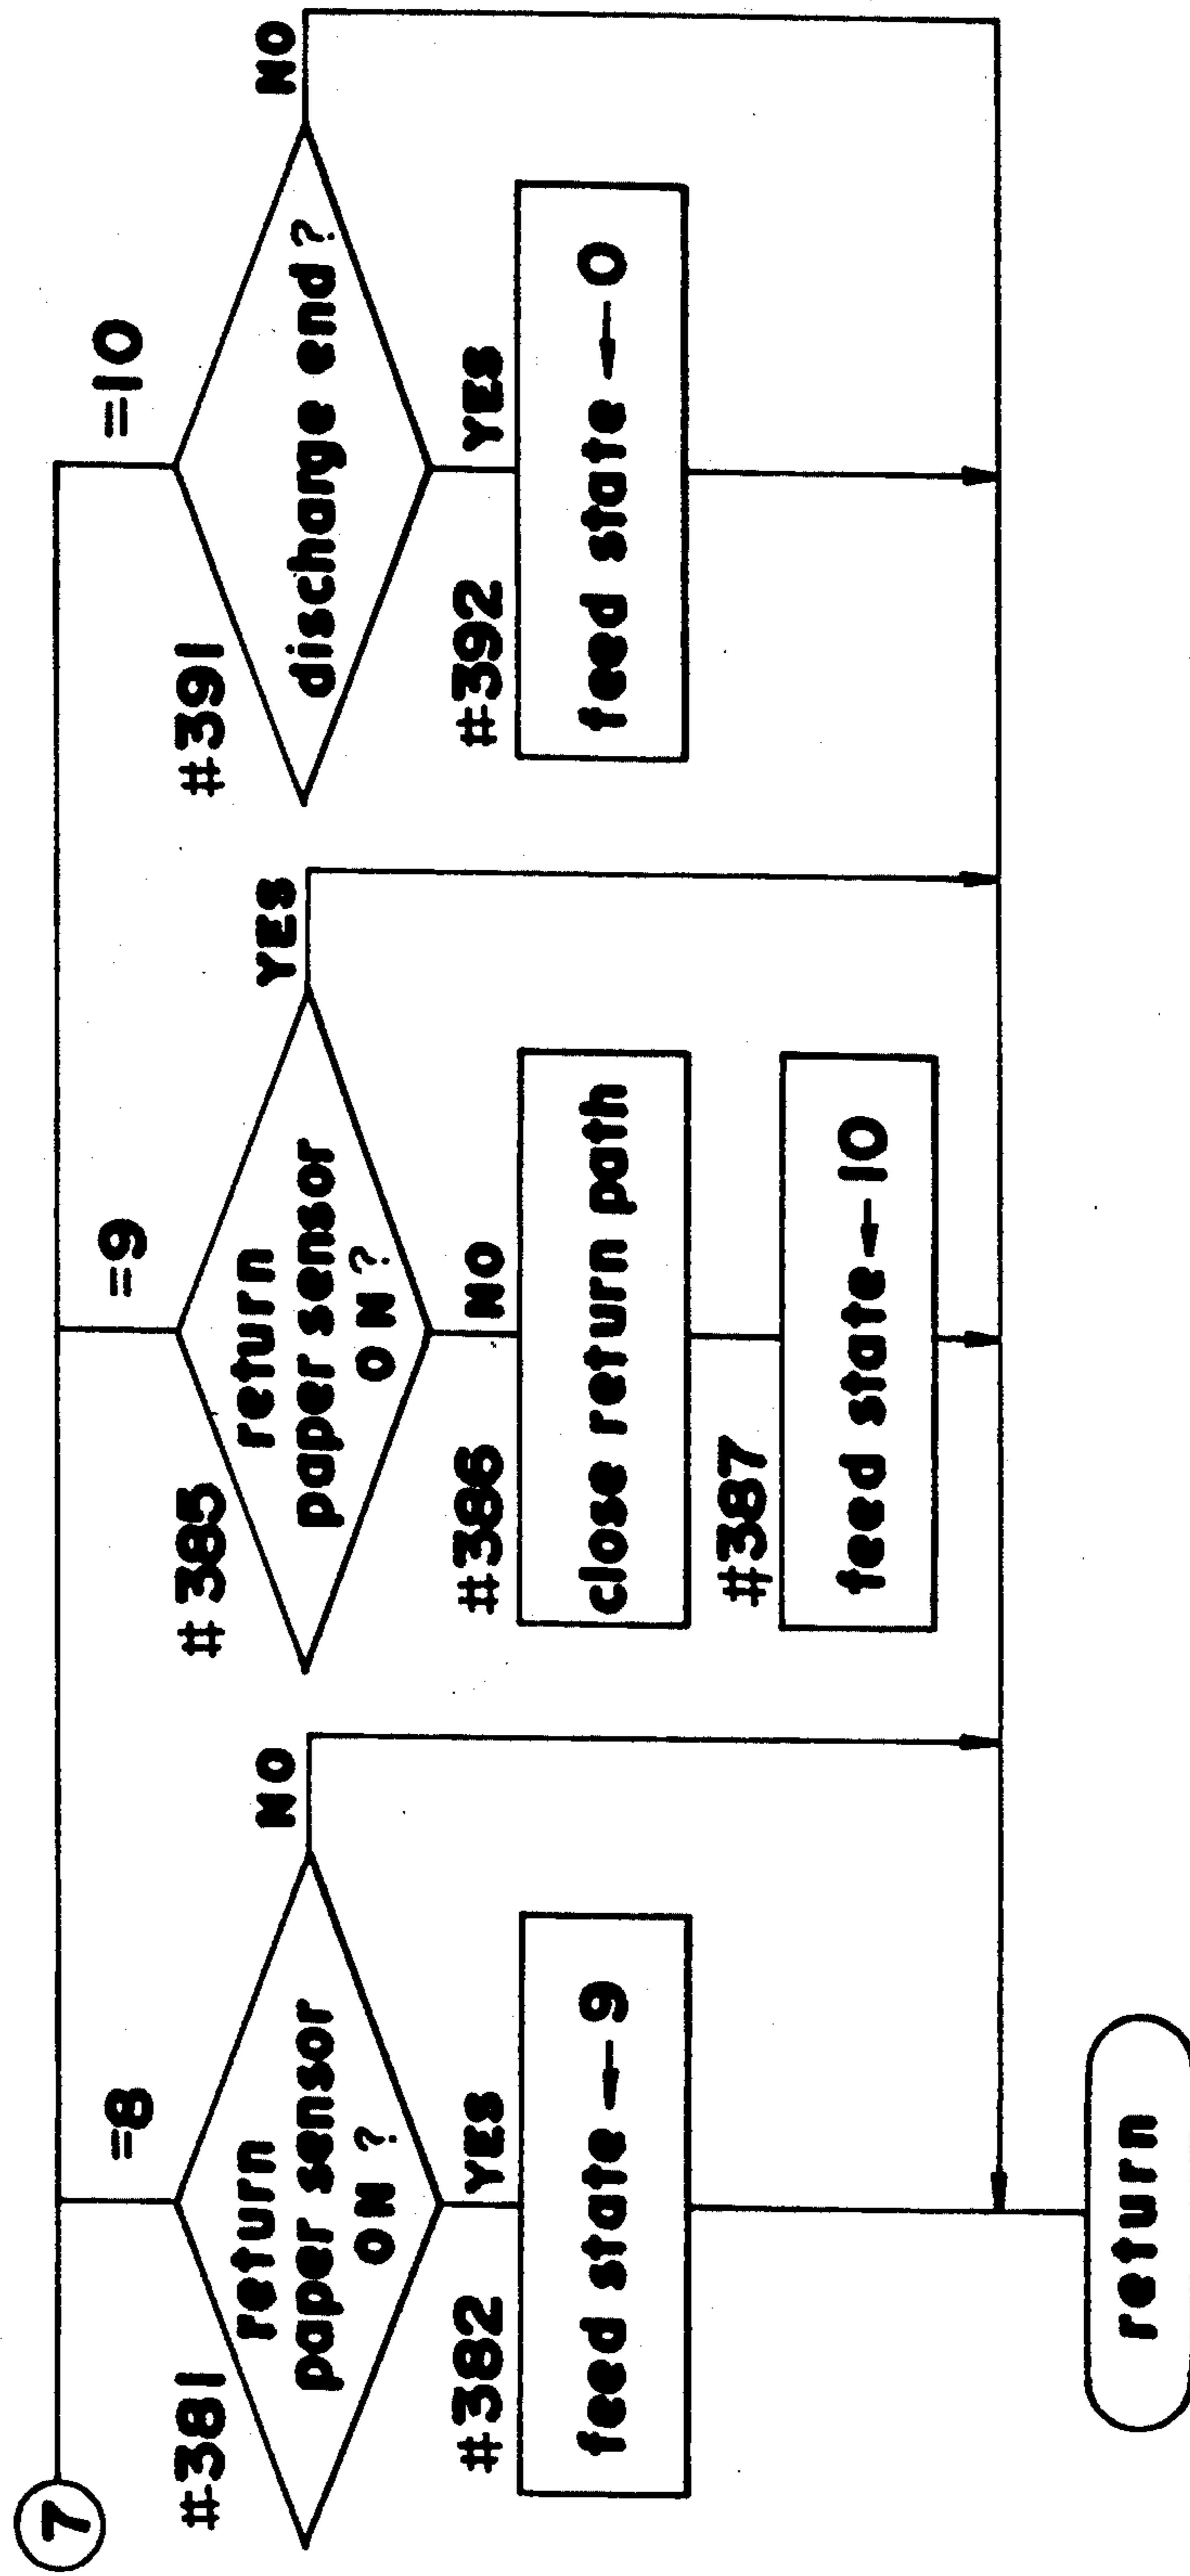 7
=8
#381
return
paper sensor
ON?
NO
YES
#382
feed state ← 9
=9
#385
return
paper sensor
ON?
YES
NO
#386
close return path
#387
feed state ← 10
=10
#391
discharge end?
NO
YES
#392
feed state ← 0
return